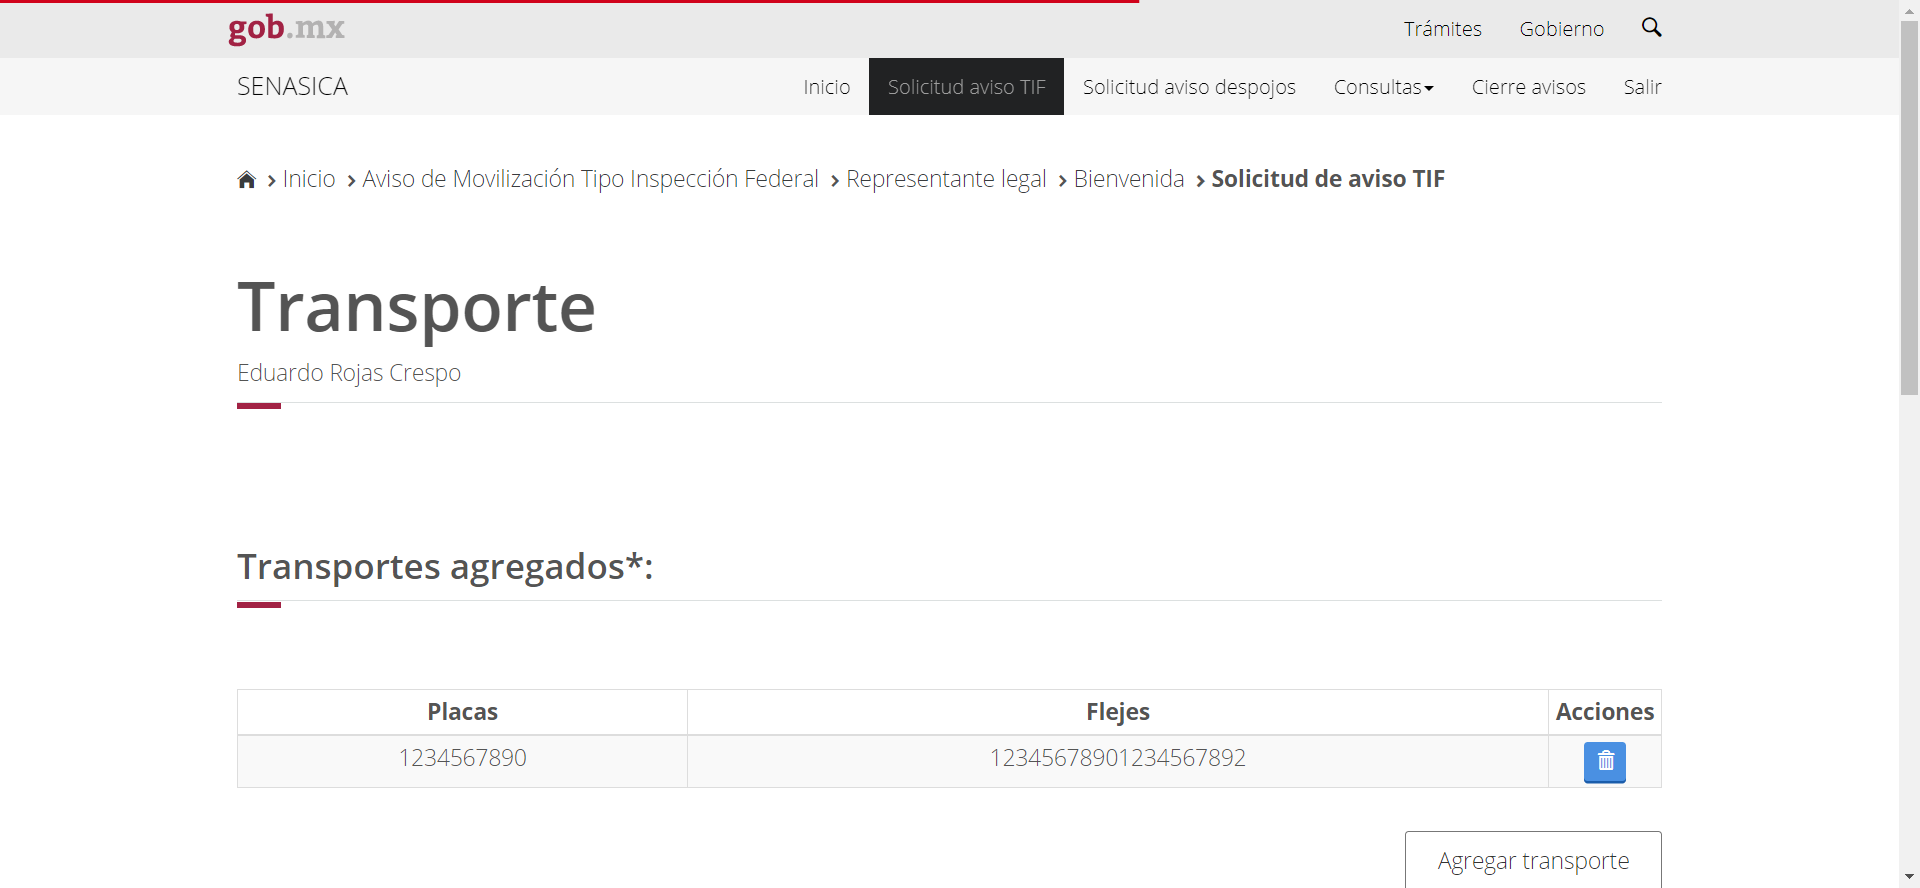 gob.mx
Trámites
Gobierno
SENASICA
Inicio
Solicitud aviso TIF
Solicitud aviso despojos
Consultas
Cierre avisos
Salir
Inicio
Aviso de Movilización Tipo Inspección Federal
Representante legal
Bienvenida
Solicitud de aviso TIF
Transporte
Eduardo Rojas Crespo
Transportes agregados*:
Placas
Flejes
Acciones
1234567890
12345678901234567892
Agregar transporte